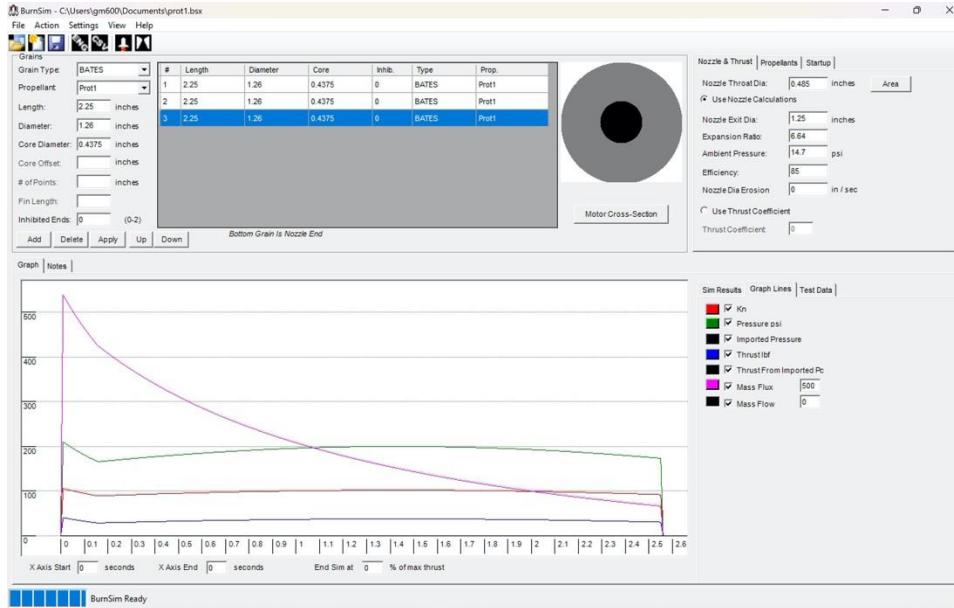 BurnSim - C:\Users\gm600\Documents\prot1.bsx
File Action Settings View Help
ENG CSV
Grains
Grain Type: BATES
Propellant: Prot1
Length: 2.25 inches
Diameter: 1.26 inches
Core Diameter: 0.4375 inches
Core Offset: inches
# of Points: inches
Fin Length:
Inhibited Ends: 0 (0-2)
Add Delete Apply Up Down
# Length Diameter Core Inhib. Type Prop.
1 2.25 1.26 0.4375 0 BATES Prot1
2 2.25 1.26 0.4375 0 BATES Prot1
3 2.25 1.26 0.4375 0 BATES Prot1
Bottom Grain Is Nozzle End
Motor Cross-Section
Nozzle & Thrust Propellants Startup
Nozzle Throat Dia: 0.485 inches Area
Use Nozzle Calculations
Nozzle Exit Dia: 1.25 inches
Expansion Ratio: 6.64
Ambient Pressure: 14.7 psi
Efficiency: 85
Nozzle Dia Erosion 0 in / sec
Use Thrust Coefficient
Thrust Coefficient: 0
Graph Notes
500
400
300
200
100
0
0 0.1 0.2 0.3 0.4 0.5 0.6 0.7 0.8 0.9 1 1.1 1.2 1.3 1.4 1.5 1.6 1.7 1.8 1.9 2 2.1 2.2 2.3 2.4 2.5 2.6
X Axis Start 0 seconds X Axis End 0 seconds End Sim at 0 % of max thrust
Sim Results Graph Lines Test Data
Kn
Pressure psi
Imported Pressure
Thrust lbf
Thrust From Imported Pc
Mass Flux 500
Mass Flow 0
BurnSim Ready